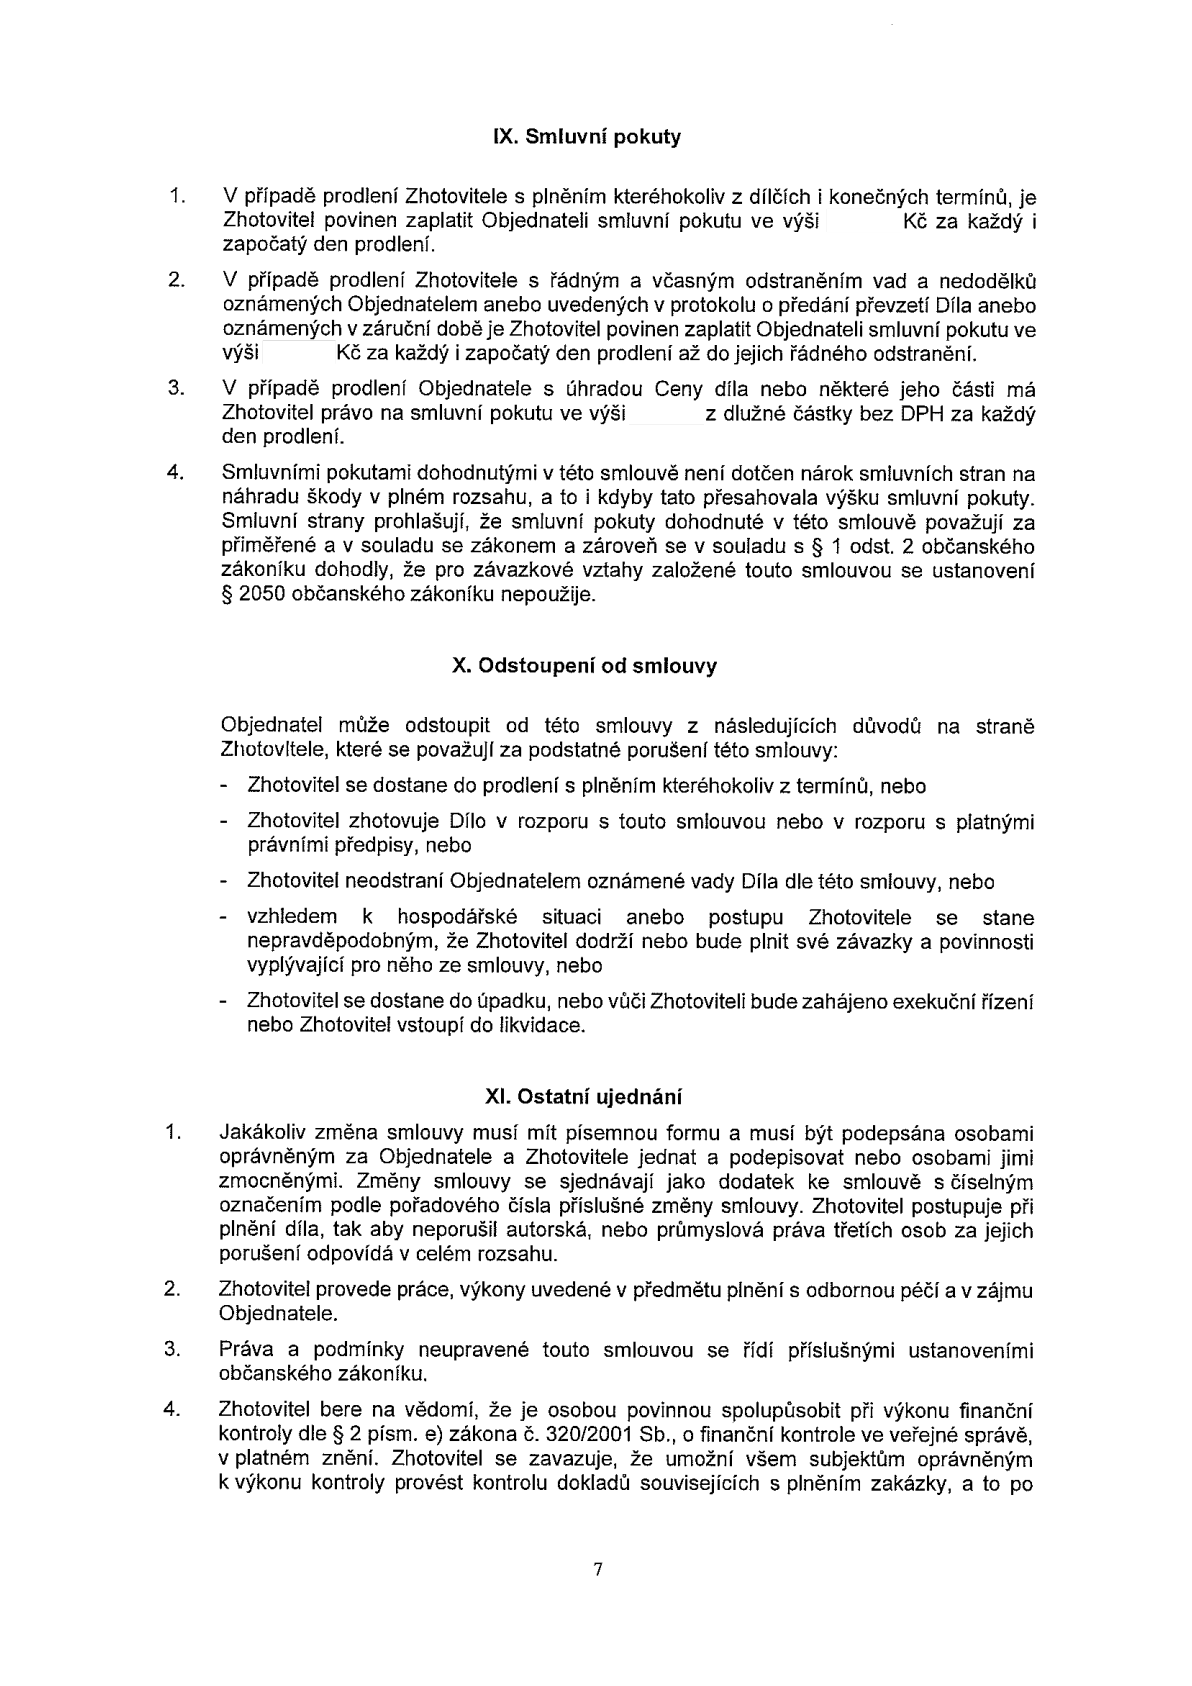 IX. Smluvní pokuty
1. V případě prodlení Zhotovitele s plněním kteréhokoliv z dílčích i konečných termínů, je
Zhotovitel povinen zaplatit Objednateli smluvní pokutu ve výši Kč za každý i
započatý den prodlení.
2. V případě prodlení Zhotovitele s řádným a včasným odstraněním vad a nedodělků
oznámených Objednatelem anebo uvedených v protokolu o předání převzetí Díla anebo
oznámených v záruční době je Zhotovitel povinen zaplatit Objednateli smluvní pokutu ve
výši Kč za každý i započatý den prodlení až do jejich řádného odstranění.
3. V případě prodlení Objednatele s úhradou Ceny díla nebo některé jeho části má
Zhotovitel právo na smluvní pokutu ve výši z dlužné částky bez DPH za každý
den prodlení.
4. Smluvními pokutami dohodnutými v této smlouvě není dotčen nárok smluvních stran na
náhradu škody v plném rozsahu, a to i kdyby tato přesahovala výšku smluvní pokuty.
Smluvní strany prohlašují, že smluvní pokuty dohodnuté v této smlouvě považují za
přiměřené a v souladu se zákonem a zároveň se v souladu s § 1 odst. 2 občanského
zákoníku dohodly, že pro závazkové vztahy založené touto smlouvou se ustanovení
§ 2050 občanského zákoníku nepoužije.
X. Odstoupení od smlouvy
Objednatel může odstoupit od této smlouvy z následujících důvodů na straně
Zhotovitele, které se považují za podstatné porušení této smlouvy:
- Zhotovitel se dostane do prodlení s plněním kteréhokoliv z termínů, nebo
- Zhotovitel zhotovuje Dílo v rozporu s touto smlouvou nebo v rozporu s platnými
právními předpisy, nebo
- Zhotovitel neodstraní Objednatelem oznámené vady Díla dle této smlouvy, nebo
- vzhledem k hospodářské situaci anebo postupu Zhotovitele se stane
nepravděpodobným, že Zhotovitel dodrží nebo bude plnit své závazky a povinnosti
vyplývající pro něho ze smlouvy, nebo
- Zhotovitel se dostane do úpadku, nebo vůči Zhotoviteli bude zahájeno exekuční řízení
nebo Zhotovitel vstoupí do likvidace.
XI. Ostatní ujednání
1. Jakákoliv změna smlouvy musí mít písemnou formu a musí být podepsána osobami
oprávněným za Objednatele a Zhotovitele jednat a podepisovat nebo osobami jimi
zmocněnými. Změny smlouvy se sjednávají jako dodatek ke smlouvě s číselným
označením podle pořadového čísla příslušné změny smlouvy. Zhotovitel postupuje při
plnění díla, tak aby neporušil autorská, nebo průmyslová práva třetích osob za jejich
porušení odpovídá v celém rozsahu.
2. Zhotovitel provede práce, výkony uvedené v předmětu plnění s odbornou péčí a v zájmu
Objednatele.
3. Práva a podmínky neupravené touto smlouvou se řídí příslušnými ustanoveními
občanského zákoníku.
4. Zhotovitel bere na vědomí, že je osobou povinnou spolupůsobit při výkonu finanční
kontroly dle § 2 písm. e) zákona č. 320/2001 Sb., o finanční kontrole ve veřejné správě,
v platném znění. Zhotovitel se zavazuje, že umožní všem subjektům oprávněným
k výkonu kontroly provést kontrolu dokladů souvisejících s plněním zakázky, a to po
7